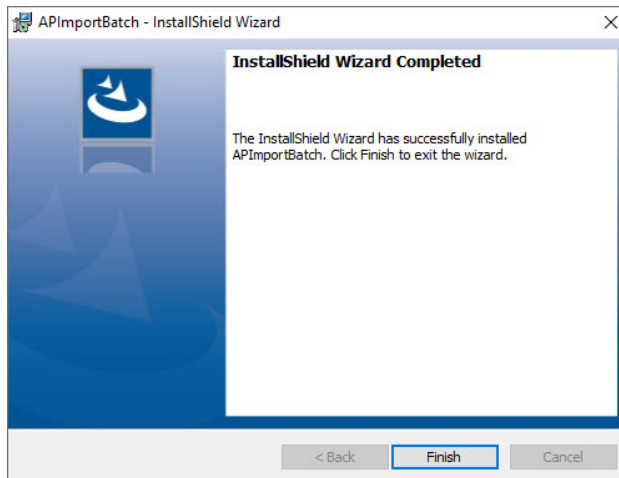 APImportBatch - InstallShield Wizard
InstallShield Wizard Completed
The InstallShield Wizard has successfully installed
APImportBatch. Click Finish to exit the wizard.
< Back
Finish
Cancel